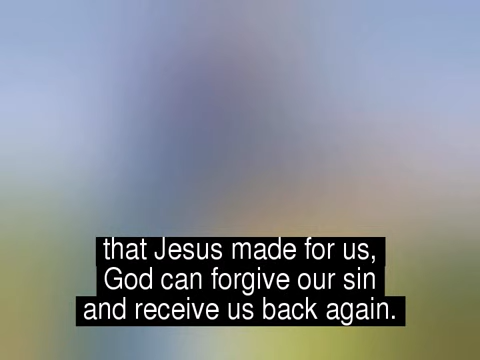 that Jesus made for us,
God can forgive our sin
and receive us back again.